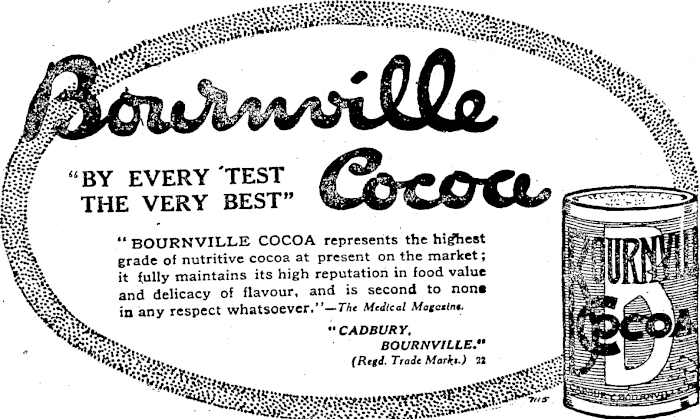 Bournville
Cocoa
"BY EVERY TEST
THE VERY BEST"
"BOURNVILLE COCOA represents the highest
grade of nutritive cocoa at present on the market;
it fully maintains its high reputation in food value
and delicacy of flavour, and is second to none
in any respect whatsoever."—The Medical Magazine.
"CADBURY,
BOURNVILLE."
(Regd. Trade Marks.) 22
BOURNVIL
COCOA